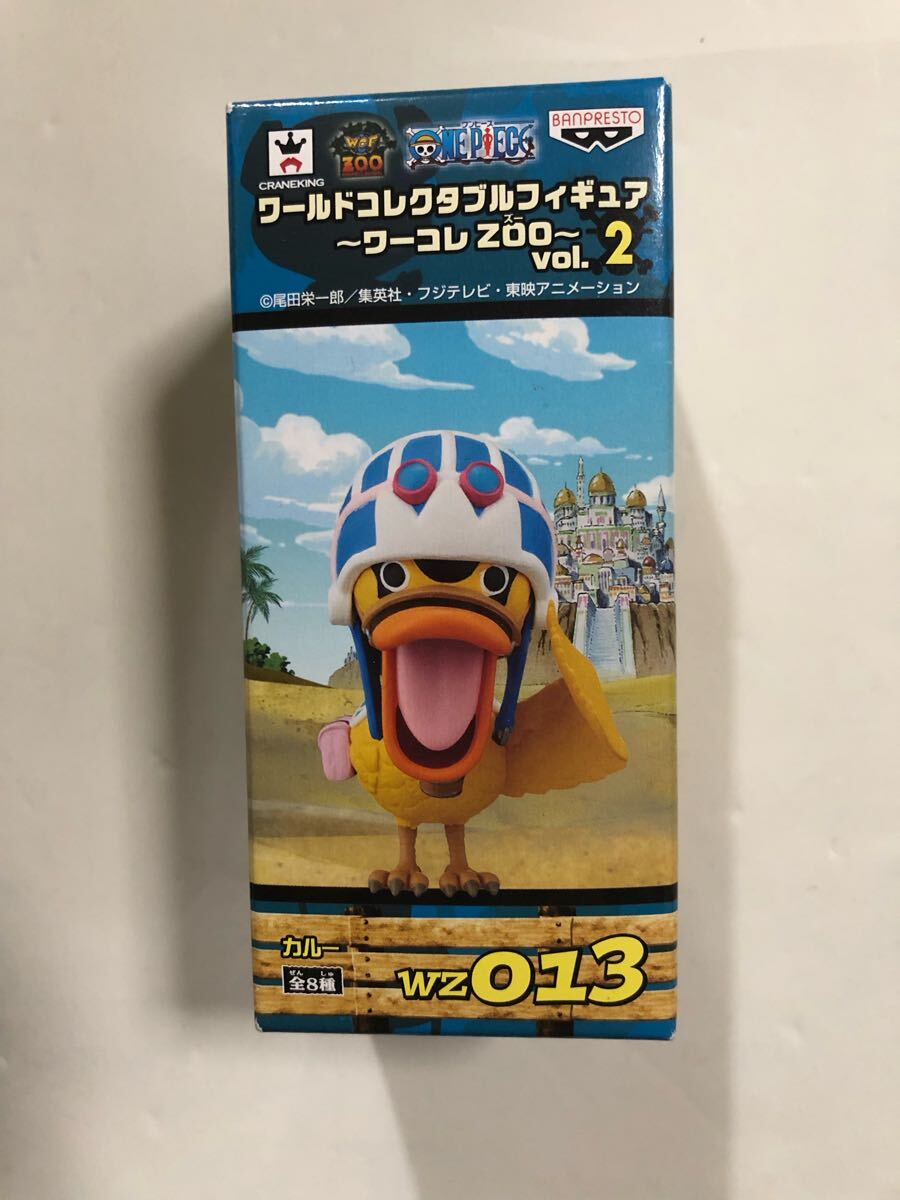 CRANEKING
WCF
ZOO
ワンピース
ONE PIECE
BANPRESTO
ワールドコレクタブルフィギュア
ズー
〜ワーコレ ZOO〜
vol. 2
©尾田栄一郎／集英社・フジテレビ・東映アニメーション
カルー
ぜん しゅ
全8種
WZ013